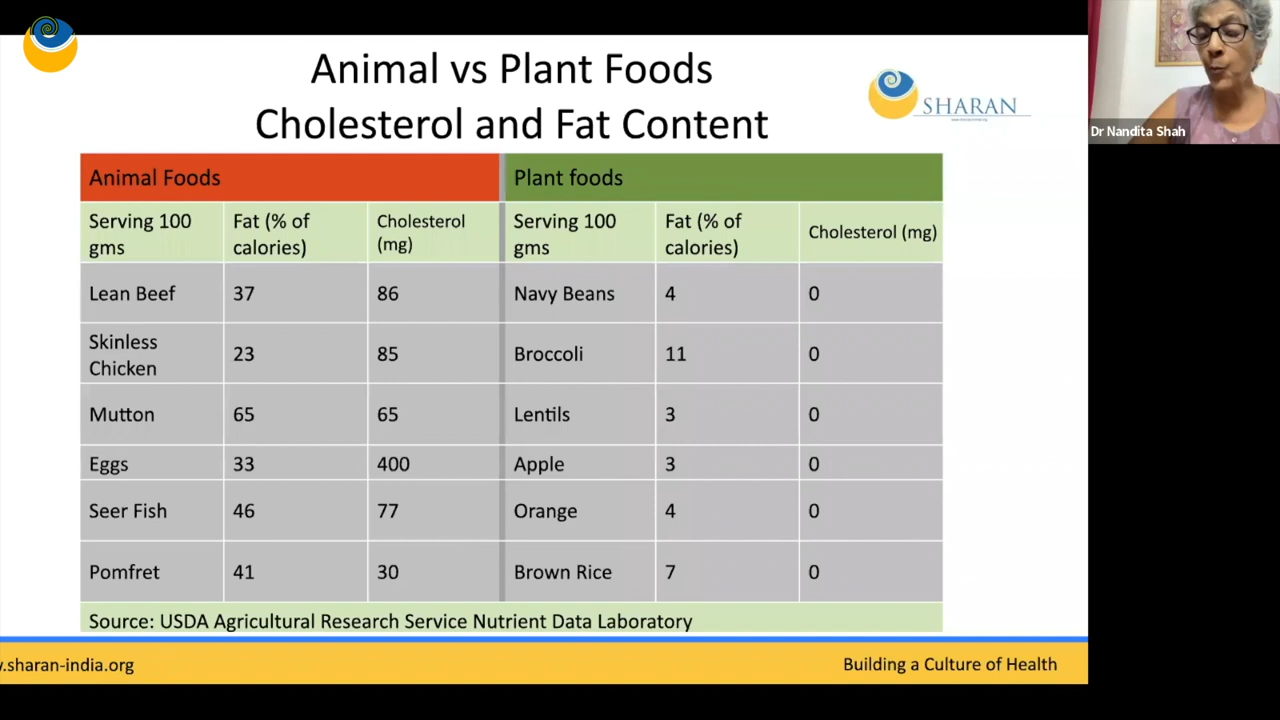 Animal vs Plant Foods
Cholesterol and Fat Content
SHARAN
Dr Nandita Shah
Animal Foods Plant foods
Serving 100 gms Fat (% of calories) Cholesterol (mg) Serving 100 gms Fat (% of calories) Cholesterol (mg)
Lean Beef 37 86 Navy Beans 4 0
Skinless Chicken 23 85 Broccoli 11 0
Mutton 65 65 Lentils 3 0
Eggs 33 400 Apple 3 0
Seer Fish 46 77 Orange 4 0
Pomfret 41 30 Brown Rice 7 0
Source: USDA Agricultural Research Service Nutrient Data Laboratory
.sharan-india.org Building a Culture of Health